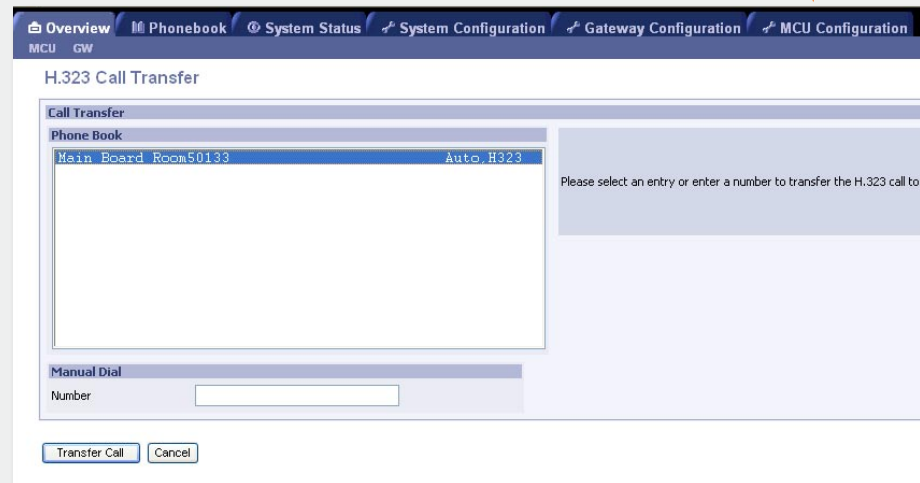 Overview Phonebook System Status System Configuration Gateway Configuration MCU Configuration
MCU GW
H.323 Call Transfer
Call Transfer
Phone Book
Main Board Room50133 Auto,H323
Please select an entry or enter a number to transfer the H.323 call to
Manual Dial
Number
Transfer Call Cancel